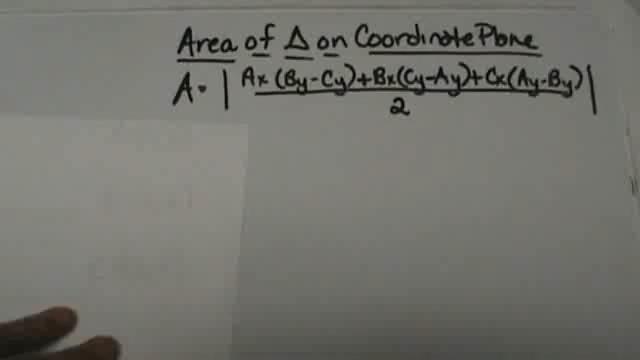 Area of Δ on Coordinate Plane
A = | Ax (By - Cy) + Bx (Cy - Ay) + Cx (Ay - By) |
2